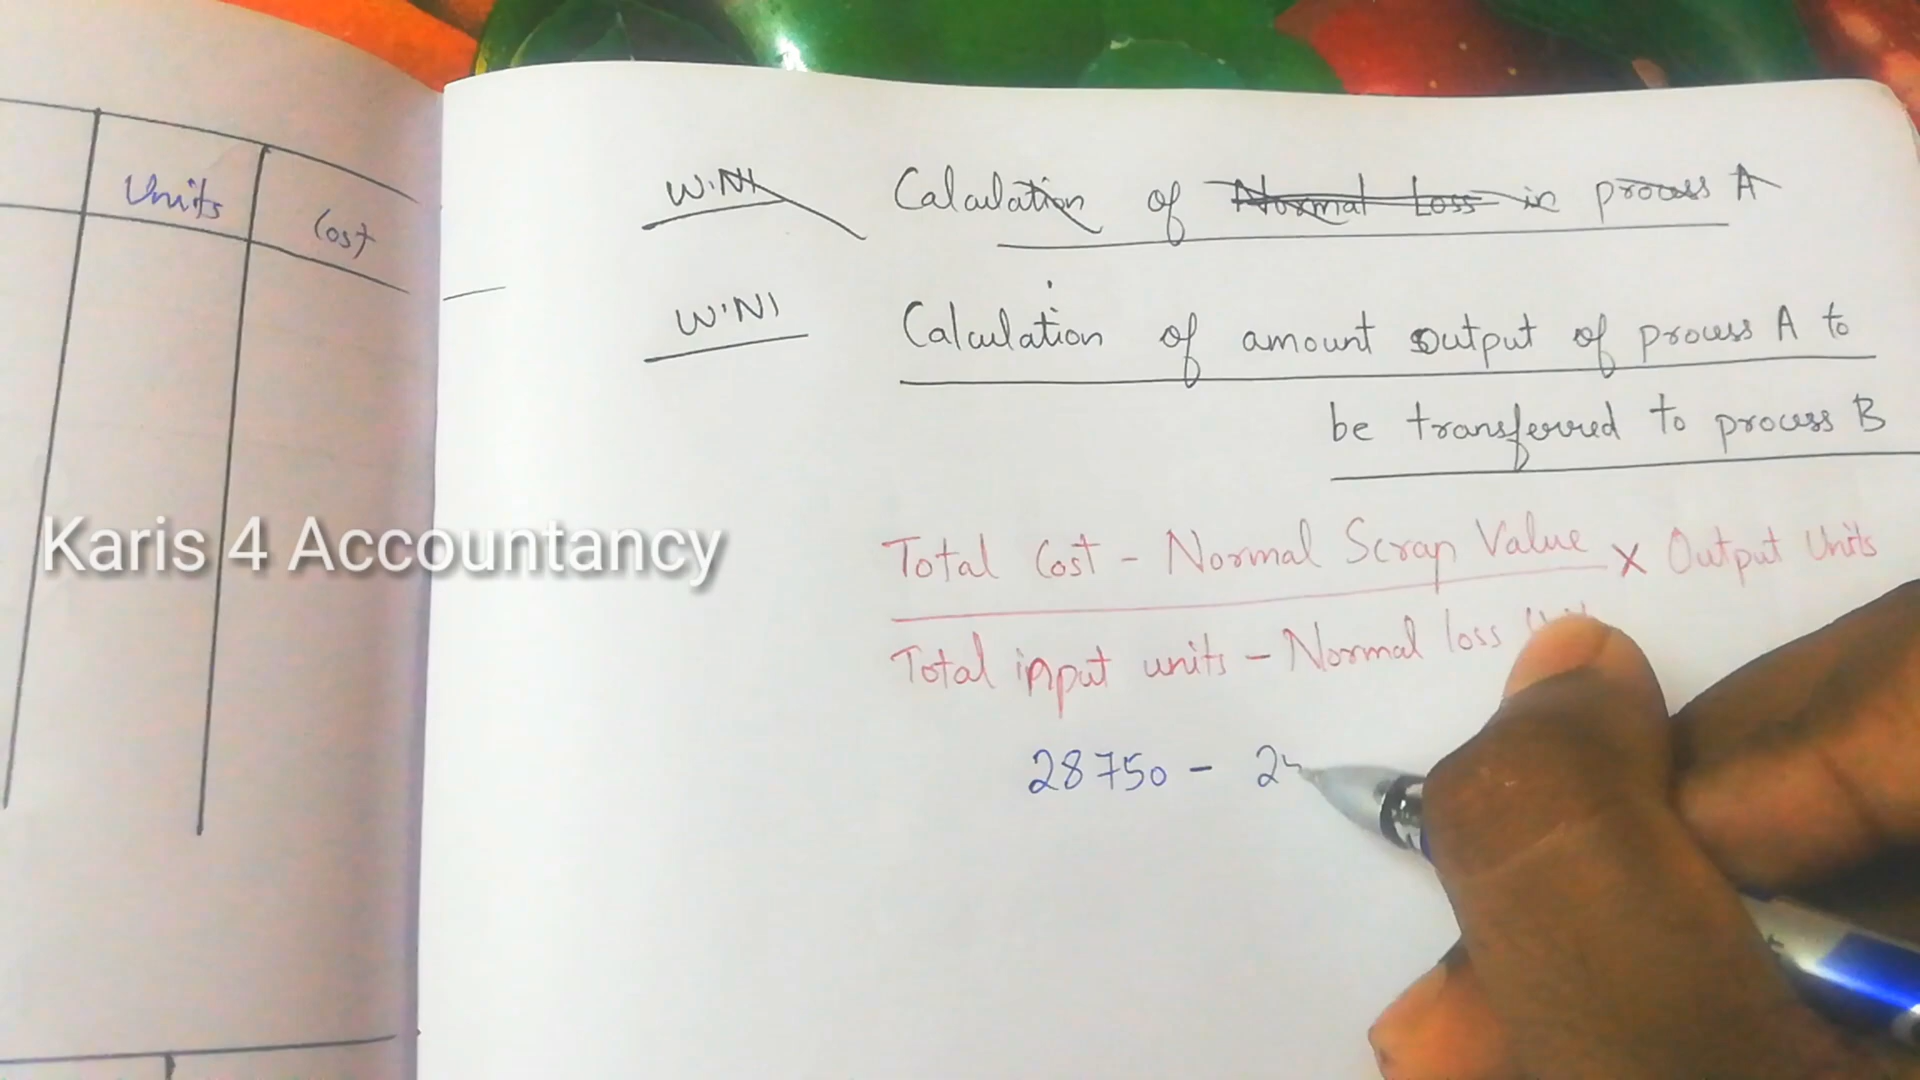 Units
Cost
W.N1 Calculation of Normal Loss in process A
W.N1 Calculation of amount Output of process A to
be transferred to process B
Karis 4 Accountancy
Total Cost - Normal Scrap Value x Output Units
Total input units - Normal loss
28750 - 2